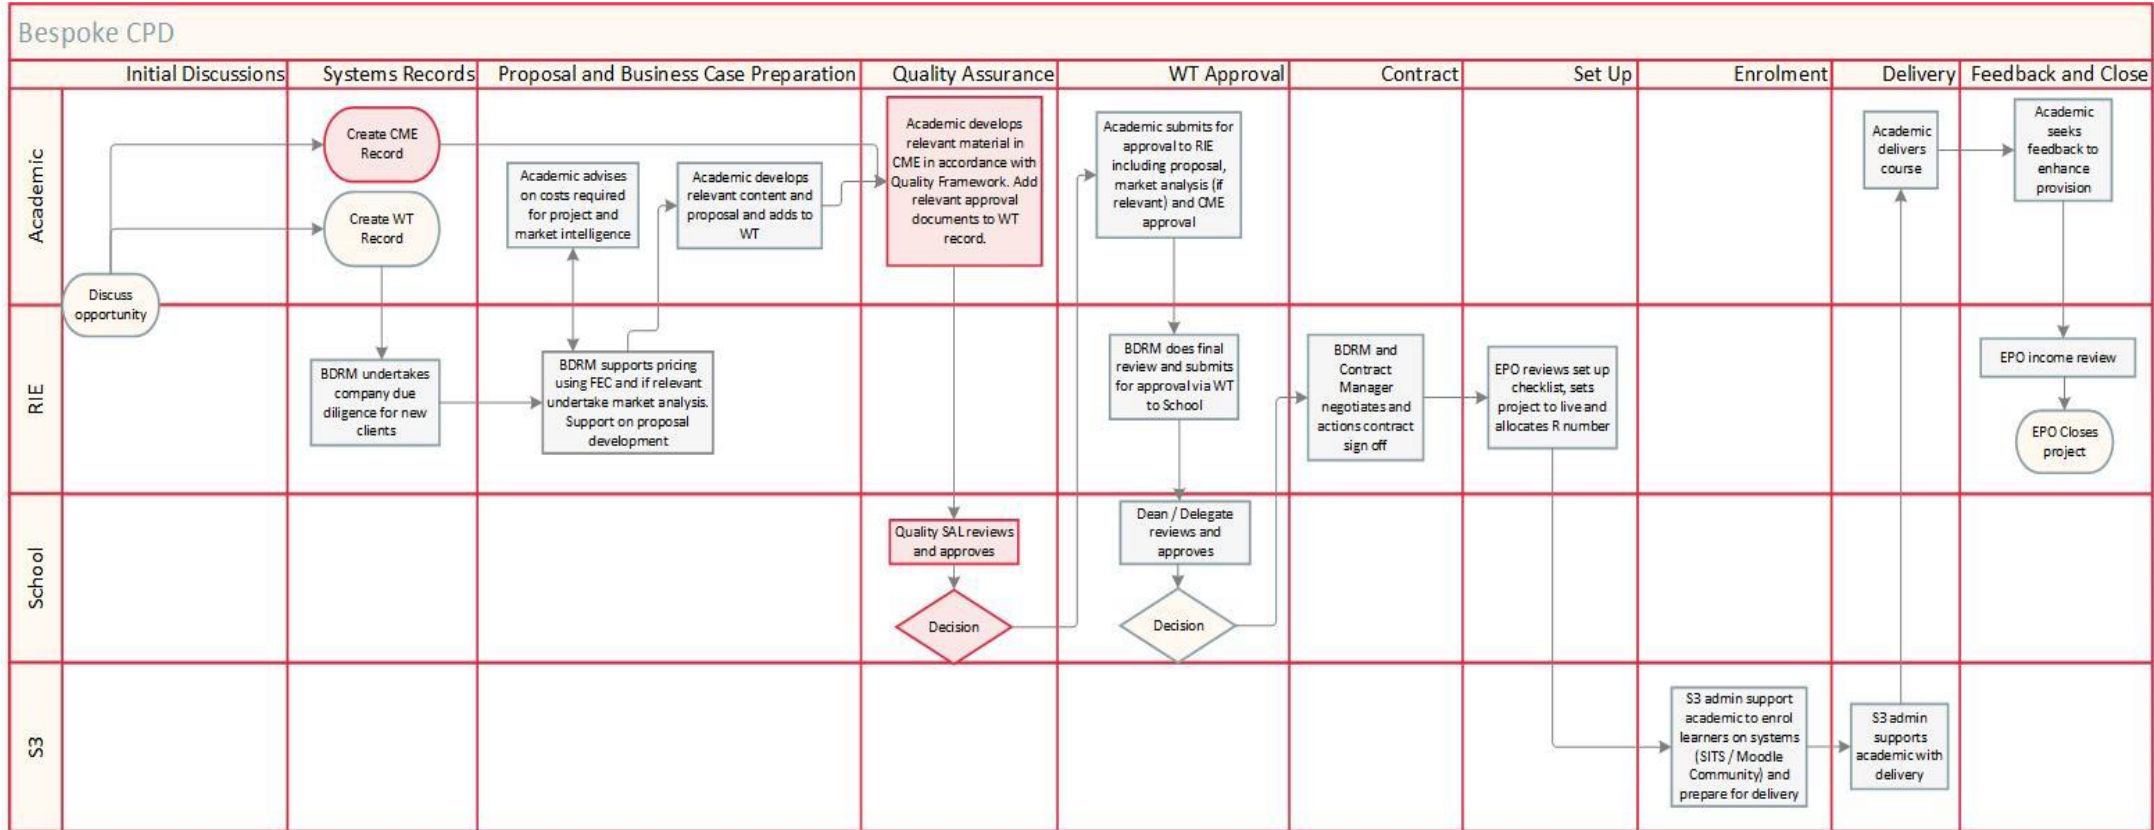 Bespoke CPD
Initial Discussions
Systems Records
Proposal and Business Case Preparation
Quality Assurance
WT Approval
Contract
Set Up
Enrolment
Delivery
Feedback and Close
Academic
Discuss
opportunity
Create CME
Record
Create WT
Record
Academic advises
on costs required
for project and
market intelligence
Academic develops
relevant content and
proposal and adds to
WT
Academic develops
relevant material in
CME in accordance with
Quality Framework. Add
relevant approval
documents to WT
record.
Academic submits for
approval to RIE
including proposal,
market analysis (if
relevant) and CME
approval
Academic
delivers
course
Academic
seeks
feedback to
enhance
provision
RIE
BDRM undertakes
company due
diligence for new
clients
BDRM supports pricing
using FEC and if relevant
undertake market analysis.
Support on proposal
development
BDRM does final
review and submits
for approval via WT
to School
BDRM and
Contract
Manager
negotiates and
actions contract
sign off
EPO reviews set up
checklist, sets
project to live and
allocates R number
EPO income review
EPO Closes
project
School
Quality SAL reviews
and approves
Decision
Dean / Delegate
reviews and
approves
Decision
S3
S3 admin support
academic to enrol
learners on systems
(SITS / Moodle
Community) and
prepare for delivery
S3 admin
supports
academic with
delivery